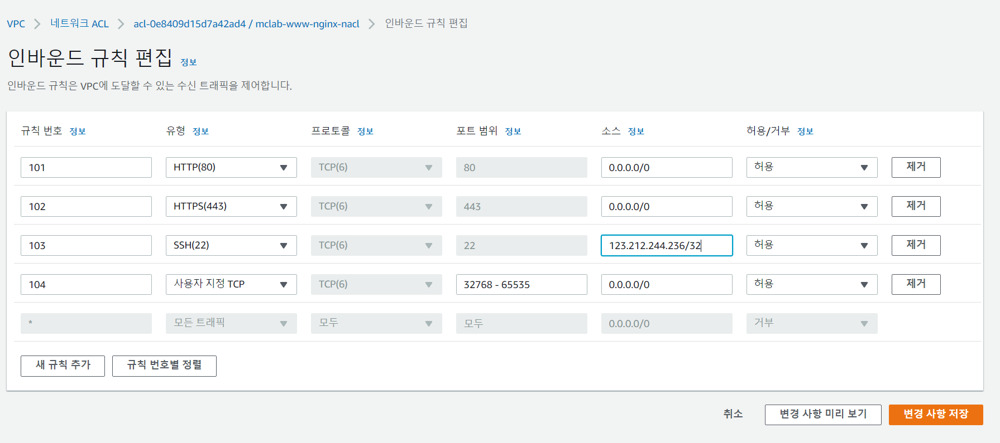 VPC > 네트워크 ACL > acl-0e8409d15d7a42ad4 / mclab-www-nginx-nacl > 인바운드 규칙 편집
인바운드 규칙 편집 정보
인바운드 규칙은 VPC에 도달할 수 있는 수신 트래픽을 제어합니다.
규칙 번호 정보 유형 정보 프로토콜 정보 포트 범위 정보 소스 정보 허용/거부 정보
101 HTTP(80) TCP(6) 80 0.0.0.0/0 허용 제거
102 HTTPS(443) TCP(6) 443 0.0.0.0/0 허용 제거
103 SSH(22) TCP(6) 22 123.212.244.236/32 허용 제거
104 사용자 지정 TCP TCP(6) 32768 - 65535 0.0.0.0/0 허용 제거
* 모든 트래픽 모두 모두 0.0.0.0/0 거부
새 규칙 추가 규칙 번호별 정렬
취소 변경 사항 미리 보기 변경 사항 저장